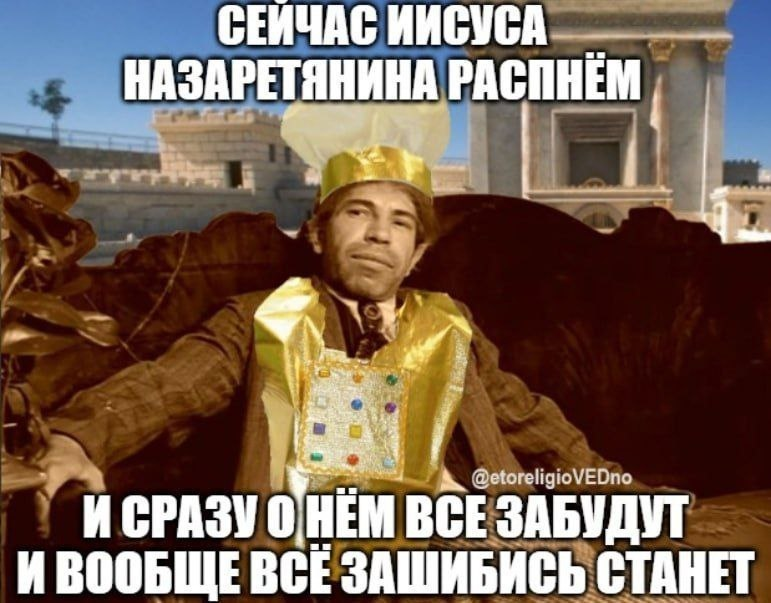 СЕЙЧАС ИИСУСА
НАЗАРЕТЯНИНА РАСПНЁМ
@etoreligioVEDno
И СРАЗУ О НЁМ ВСЕ ЗАБУДУТ
И ВООБЩЕ ВСЁ ЗАШИБИСЬ СТАНЕТ